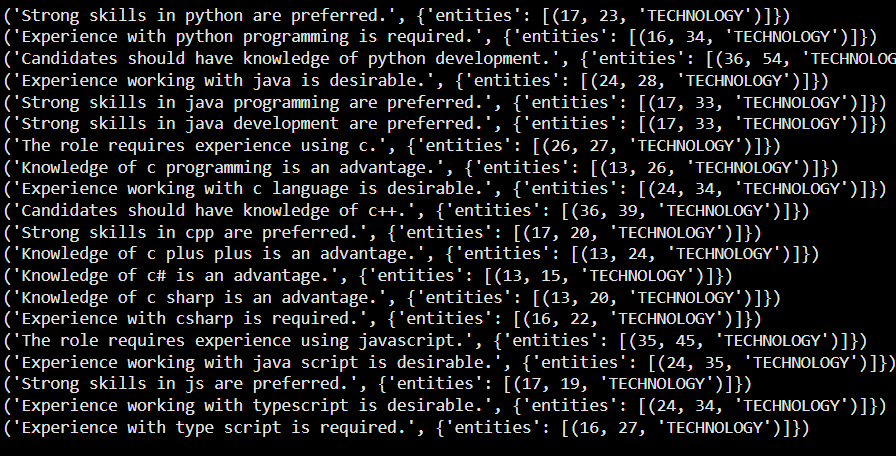 ('Strong skills in python are preferred.', {'entities': [(17, 23, 'TECHNOLOGY')]})
('Experience with python programming is required.', {'entities': [(16, 34, 'TECHNOLOGY')]})
('Candidates should have knowledge of python development.', {'entities': [(36, 54, 'TECHNOLOG
('Experience working with java is desirable.', {'entities': [(24, 28, 'TECHNOLOGY')]})
('Strong skills in java programming are preferred.', {'entities': [(17, 33, 'TECHNOLOGY')]})
('Strong skills in java development are preferred.', {'entities': [(17, 33, 'TECHNOLOGY')]})
('The role requires experience using c.', {'entities': [(26, 27, 'TECHNOLOGY')]})
('Knowledge of c programming is an advantage.', {'entities': [(13, 26, 'TECHNOLOGY')]})
('Experience working with c language is desirable.', {'entities': [(24, 34, 'TECHNOLOGY')]})
('Candidates should have knowledge of c++.', {'entities': [(36, 39, 'TECHNOLOGY')]})
('Strong skills in cpp are preferred.', {'entities': [(17, 20, 'TECHNOLOGY')]})
('Knowledge of c plus plus is an advantage.', {'entities': [(13, 24, 'TECHNOLOGY')]})
('Knowledge of c# is an advantage.', {'entities': [(13, 15, 'TECHNOLOGY')]})
('Knowledge of c sharp is an advantage.', {'entities': [(13, 20, 'TECHNOLOGY')]})
('Experience with csharp is required.', {'entities': [(16, 22, 'TECHNOLOGY')]})
('The role requires experience using javascript.', {'entities': [(35, 45, 'TECHNOLOGY')]})
('Experience working with java script is desirable.', {'entities': [(24, 35, 'TECHNOLOGY')]})
('Strong skills in js are preferred.', {'entities': [(17, 19, 'TECHNOLOGY')]})
('Experience working with typescript is desirable.', {'entities': [(24, 34, 'TECHNOLOGY')]})
('Experience with type script is required.', {'entities': [(16, 27, 'TECHNOLOGY')]})